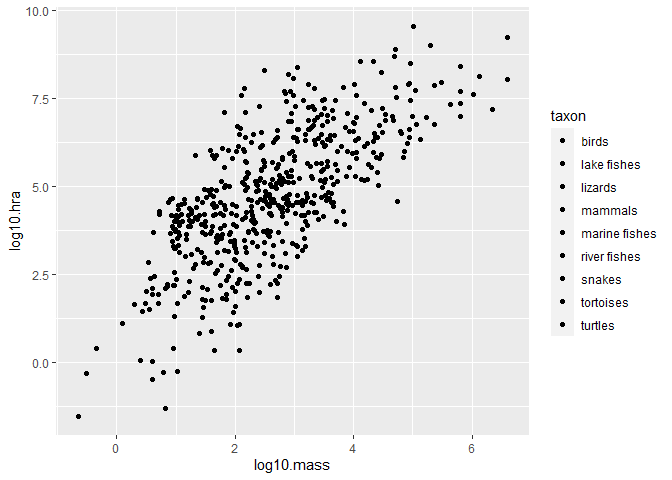 10.0
7.5
5.0
2.5
0.0
log10.hra
0
2
4
6
log10.mass
taxon
birds
lake fishes
lizards
mammals
marine fishes
river fishes
snakes
tortoises
turtles